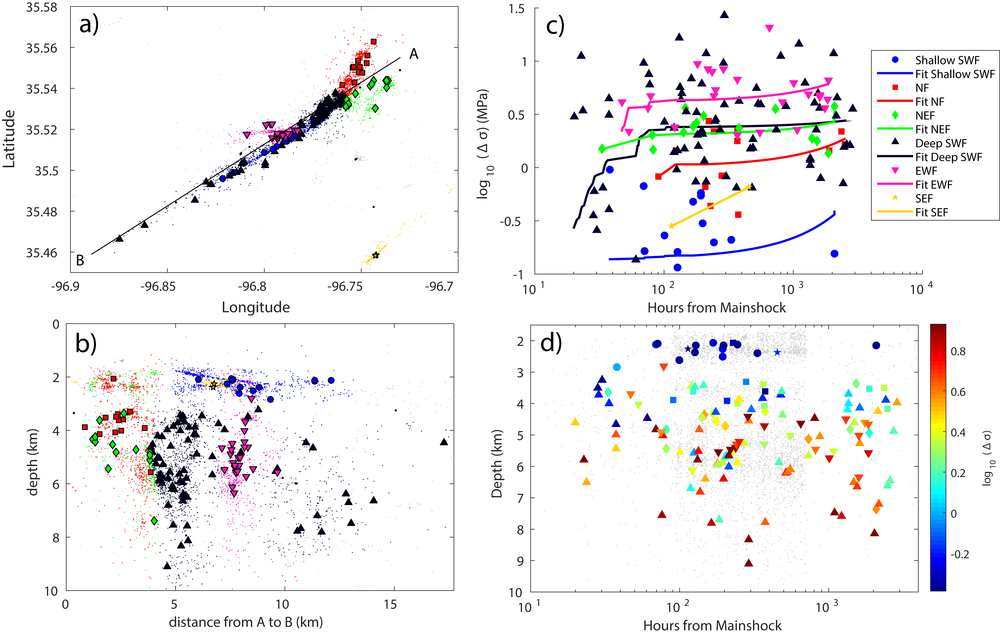 a)
35.58
35.56
35.54
35.52
35.5
35.48
35.46
Latitude
A
B
-96.9
-96.85
-96.8
-96.75
-96.7
Longitude
c)
1.5
1
0.5
0
-0.5
-1
log 10 ( Δ σ) (MPa)
10 1
10 2
10 3
10 4
Hours from Mainshock
Shallow SWF
Fit Shallow SWF
NF
Fit NF
NEF
Fit NEF
Deep SWF
Fit Deep SWF
EWF
Fit EWF
SEF
Fit SEF
b)
0
2
4
6
8
10
depth (km)
0
5
10
15
distance from A to B (km)
d)
2
3
4
5
6
7
8
9
10
Depth (km)
10 1
10 2
10 3
Hours from Mainshock
0.8
0.6
0.4
0.2
0
-0.2
log 10 ( Δ σ)